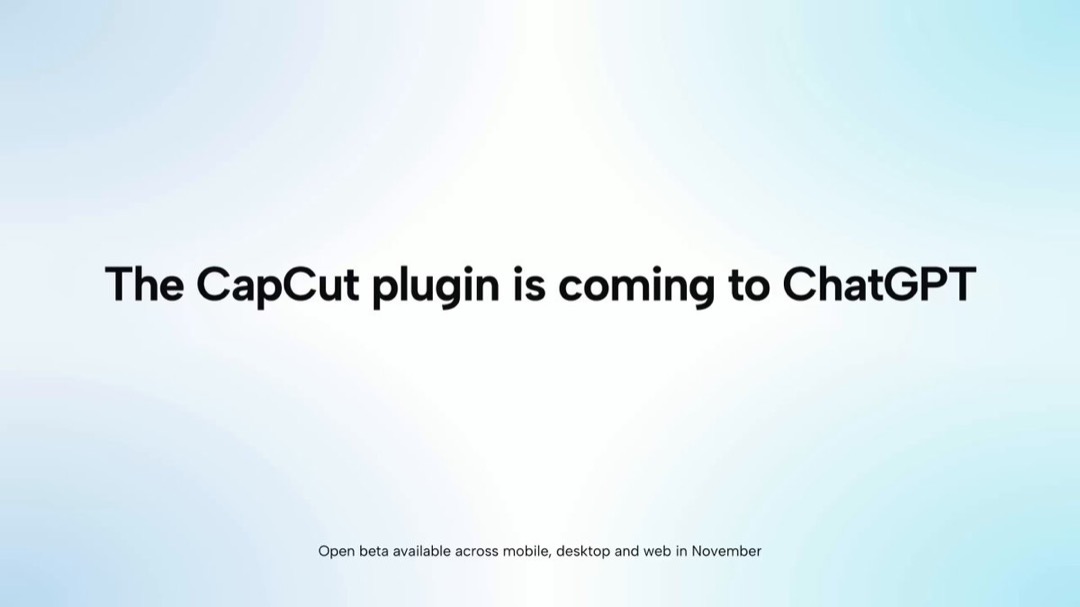 The CapCut plugin is coming to ChatGPT
Open beta available across mobile, desktop and web in November